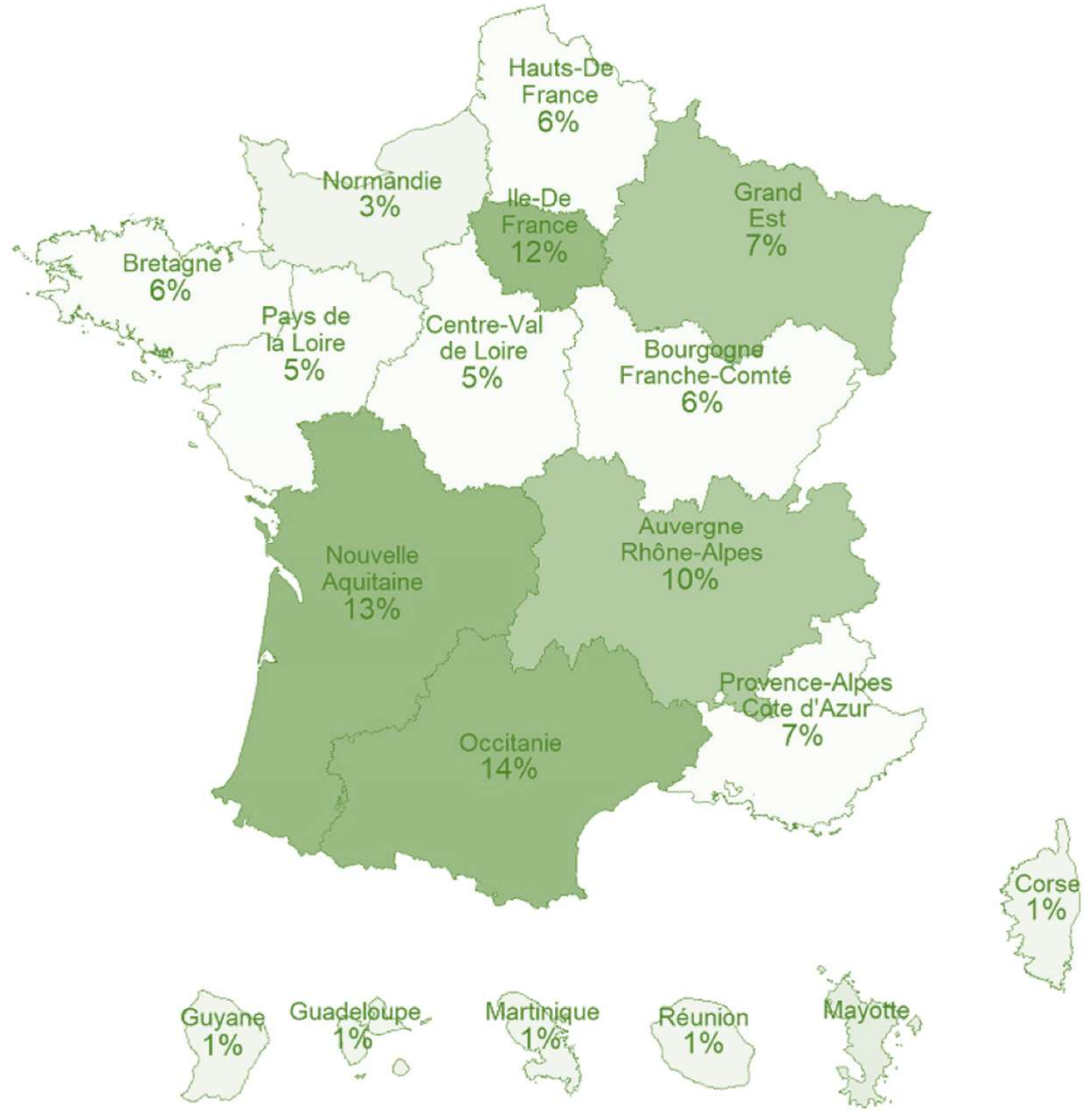 Hauts-De
France
6%
Normandie
3%
Ile-De
France
12%
Grand
Est
7%
Bretagne
6%
Pays de
la Loire
5%
Centre-Val
de Loire
5%
Bourgogne
Franche-Comté
6%
Nouvelle
Aquitaine
13%
Auvergne
Rhône-Alpes
10%
Provence-Alpes
Côte d'Azur
7%
Occitanie
14%
Corse
1%
Guyane
1%
Guadeloupe
1%
Martinique
1%
Réunion
1%
Mayotte